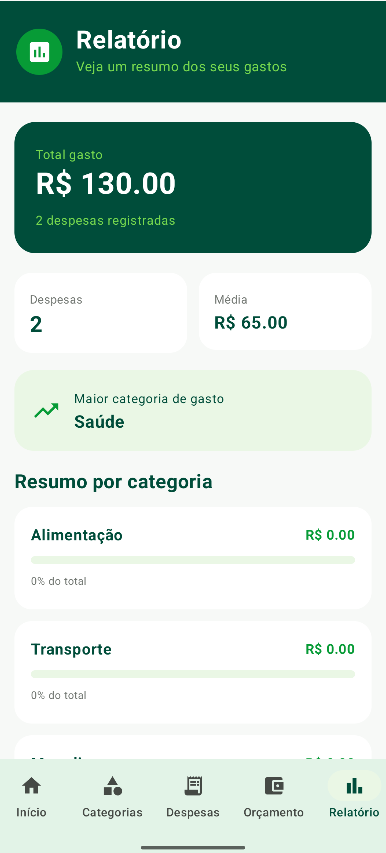 Relatório
Veja um resumo dos seus gastos
Total gasto
R$ 130.00
2 despesas registradas
Despesas
2
Média
R$ 65.00
Maior categoria de gasto
Saúde
Resumo por categoria
Alimentação R$ 0.00
0% do total
Transporte R$ 0.00
0% do total
Início Categorias Despesas Orçamento Relatório